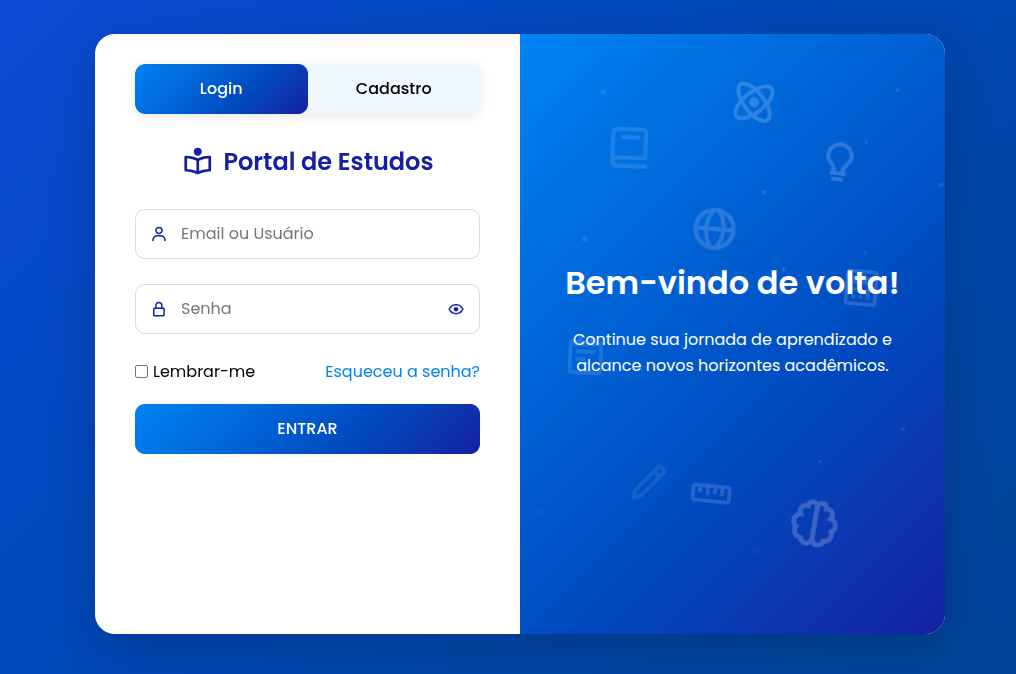 Login
Cadastro
Portal de Estudos
Email ou Usuário
Senha
Lembrar-me
Esqueceu a senha?
ENTRAR
Bem-vindo de volta!
Continue sua jornada de aprendizado e
alcance novos horizontes acadêmicos.